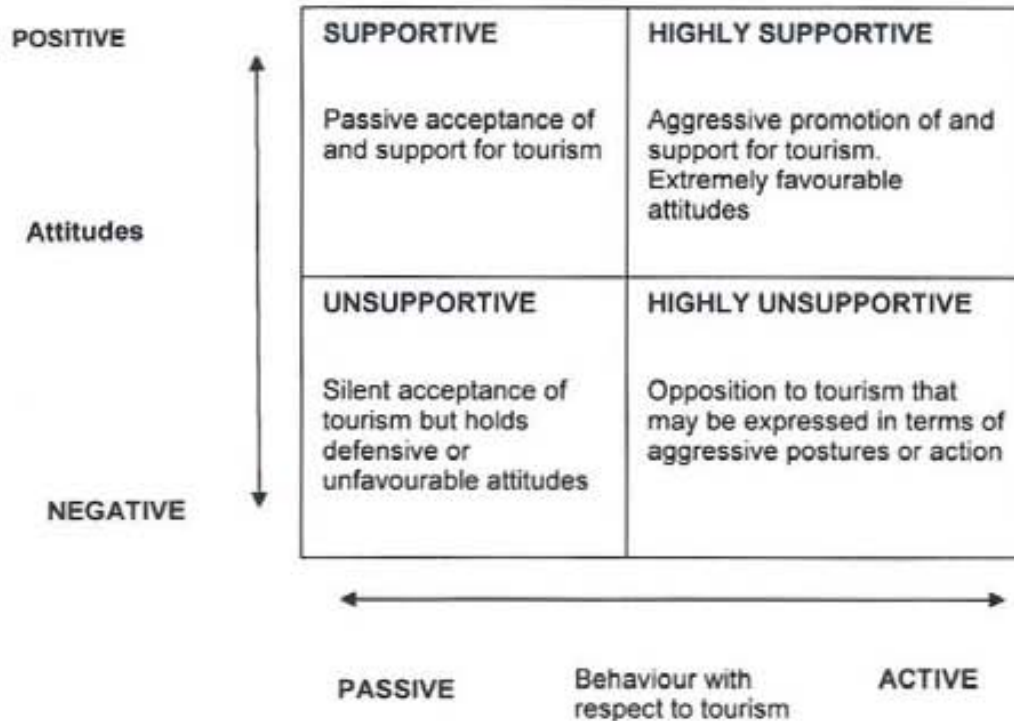 POSITIVE
Attitudes
NEGATIVE
SUPPORTIVE
Passive acceptance of
and support for tourism
HIGHLY SUPPORTIVE
Aggressive promotion of and
support for tourism.
Extremely favourable
attitudes
UNSUPPORTIVE
Silent acceptance of
tourism but holds
defensive or
unfavourable attitudes
HIGHLY UNSUPPORTIVE
Opposition to tourism that
may be expressed in terms of
aggressive postures or action
PASSIVE
Behaviour with
respect to tourism
ACTIVE